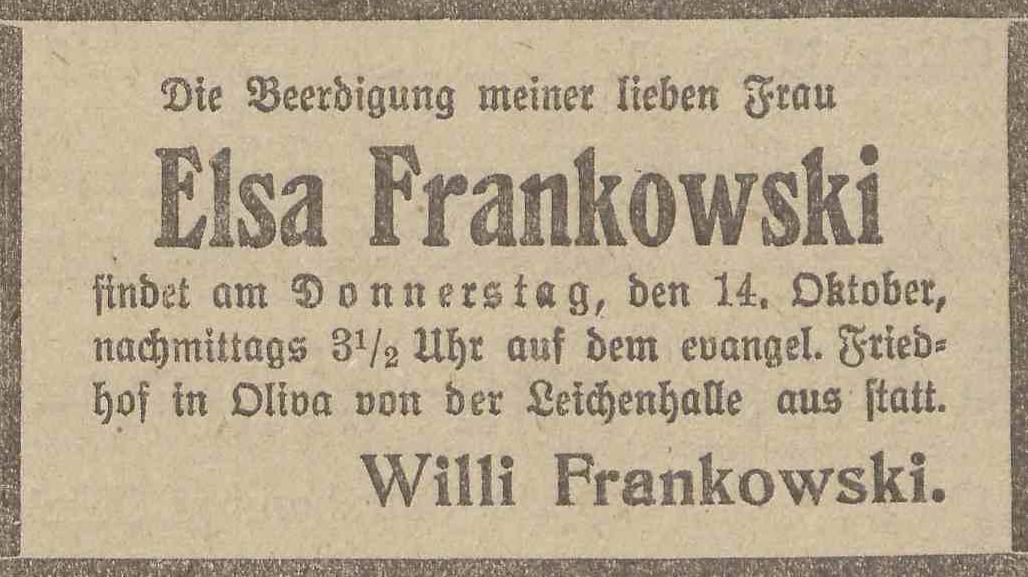 Die Beerdigung meiner lieben Frau
Elsa Frankowski
findet am Donnerstag, den 14. Oktober,
nachmittags 3½ Uhr auf dem evangel. Fried=
hof in Oliva von der Leichenhalle aus statt.
Willi Frankowski.